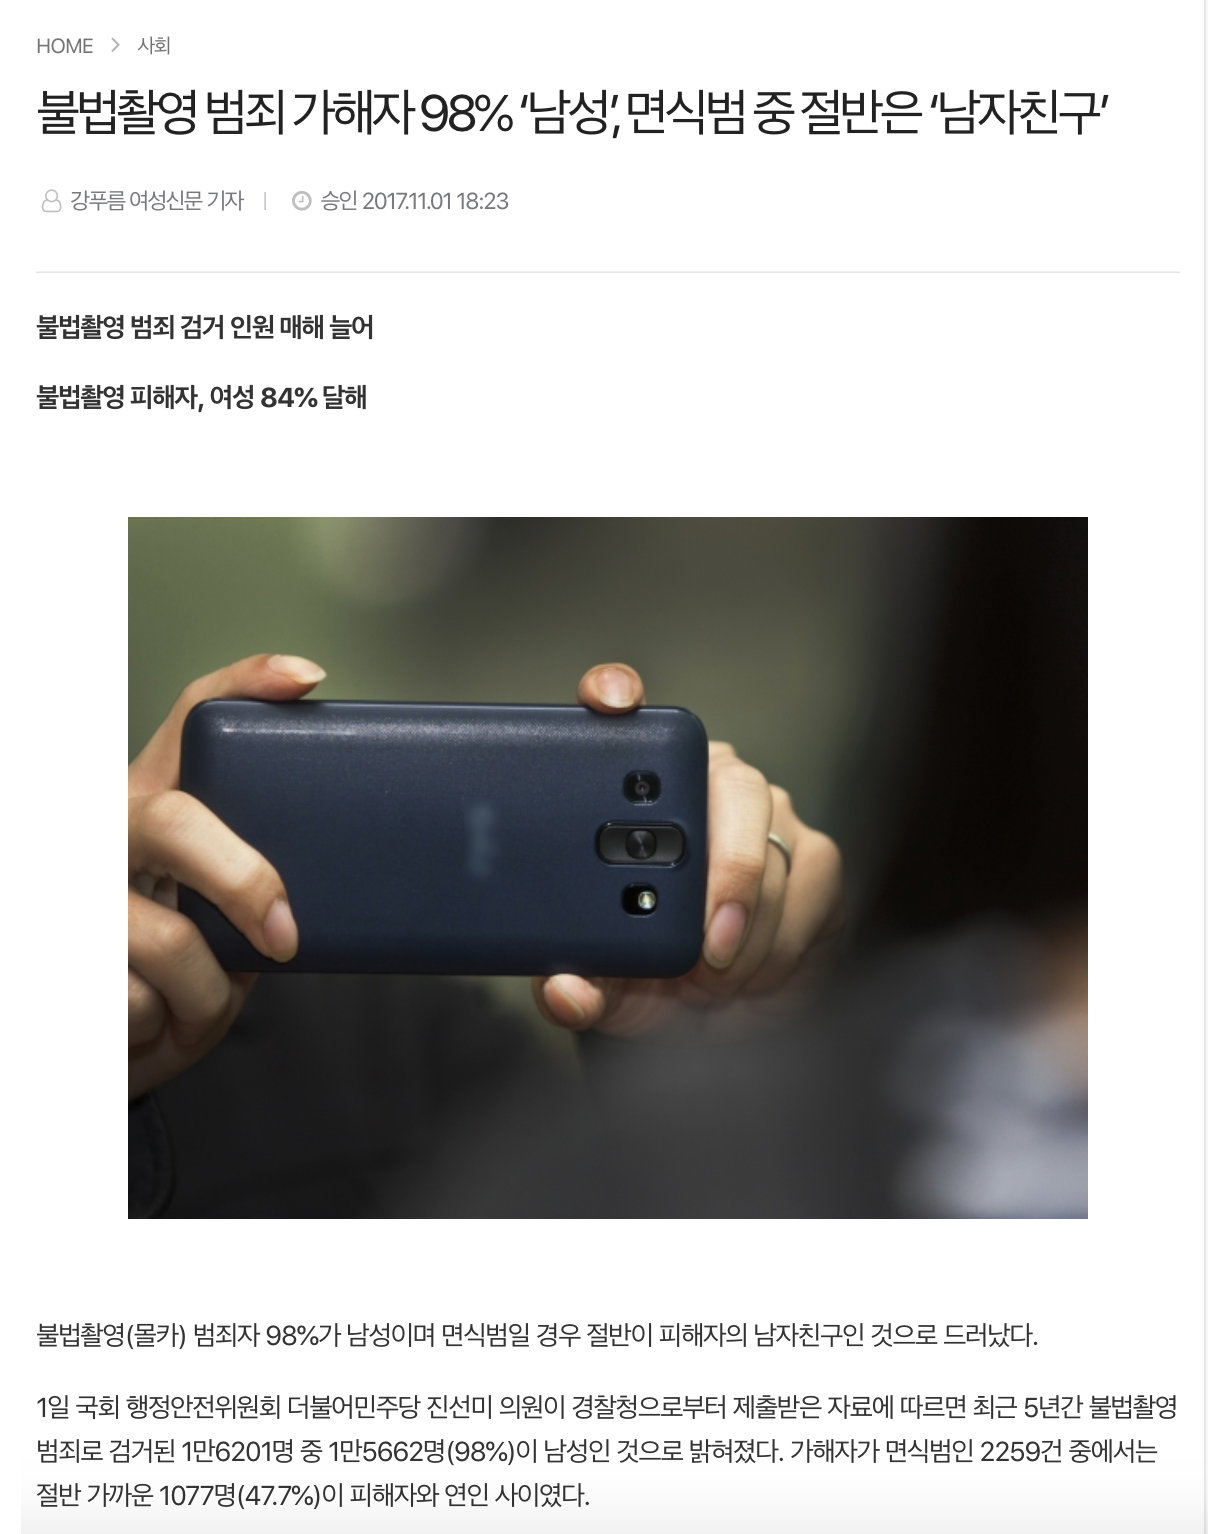 HOME > 사회
불법촬영 범죄 가해자 98% ‘남성’, 면식범 중 절반은 ‘남자친구’
강푸름 여성신문 기자 | 승인 2017.11.01 18:23
불법촬영 범죄 검거 인원 매해 늘어
불법촬영 피해자, 여성 84% 달해
불법촬영(몰카) 범죄자 98%가 남성이며 면식범일 경우 절반이 피해자의 남자친구인 것으로 드러났다.
1일 국회 행정안전위원회 더불어민주당 진선미 의원이 경찰청으로부터 제출받은 자료에 따르면 최근 5년간 불법촬영
범죄로 검거된 1만6201명 중 1만5662명(98%)이 남성인 것으로 밝혀졌다. 가해자가 면식범인 2259건 중에서는
절반 가까운 1077명(47.7%)이 피해자와 연인 사이였다.